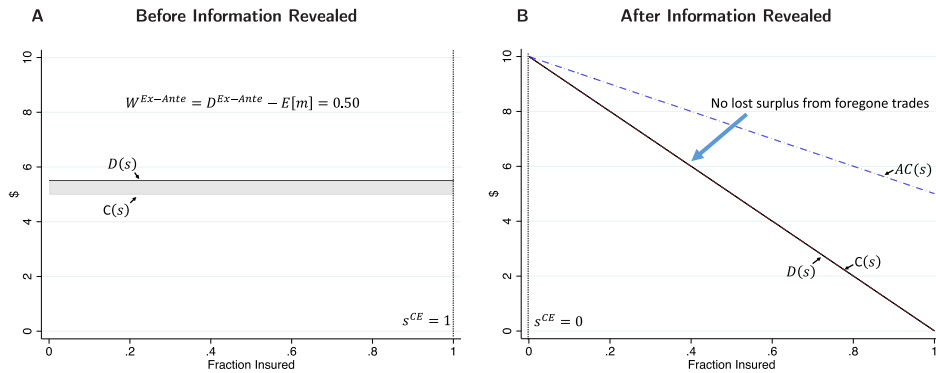 A Before Information Revealed
10
8
6
4
2
0
$
W^{Ex−Ante} = D^{Ex−Ante} − E[m] = 0.50
D(s)
C(s)
s^{CE} = 1
0 .2 .4 .6 .8 1
Fraction Insured
B After Information Revealed
10
8
6
4
2
0
$
No lost surplus from foregone trades
AC(s)
C(s)
D(s)
s^{CE} = 0
0 .2 .4 .6 .8 1
Fraction Insured